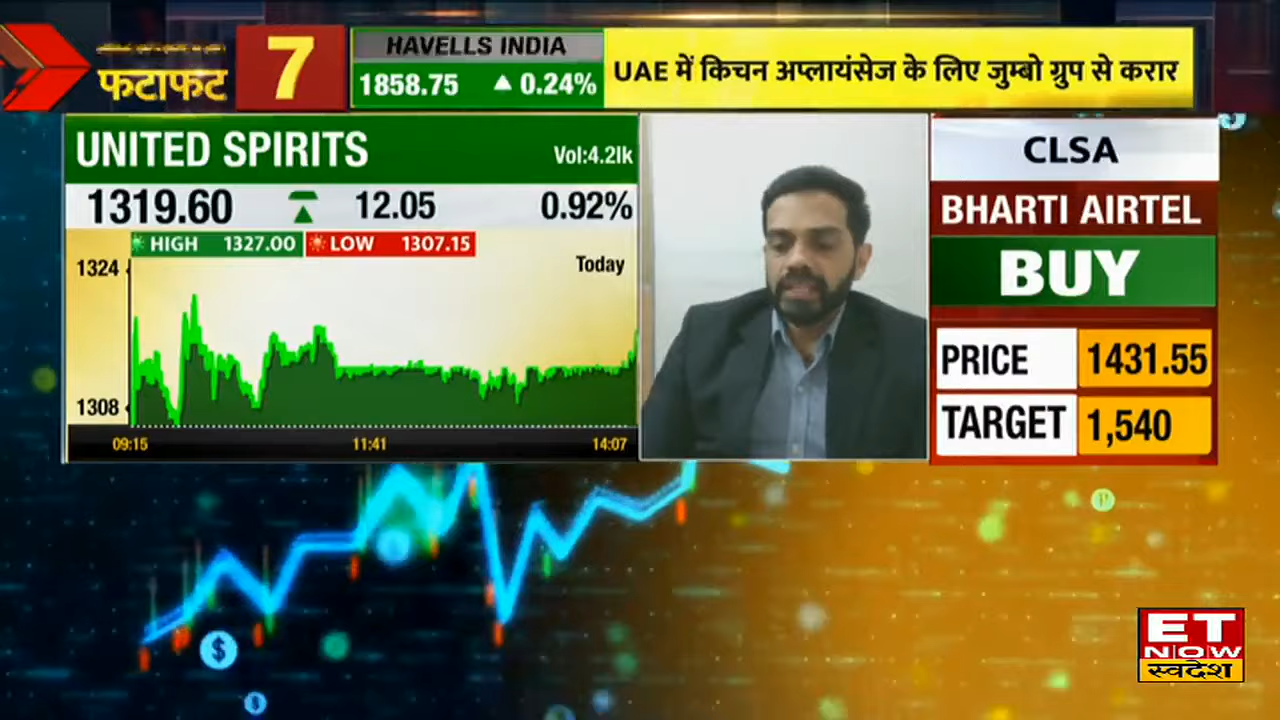 फटाफट
7
HAVELLS INDIA
1858.75 ▲ 0.24%
UAE में किचन अप्लायंसेज के लिए जुम्बो ग्रुप से करार
UNITED SPIRITS Vol:4.2lk
1319.60 ▲ 12.05 0.92%
HIGH 1327.00 LOW 1307.15
1324 Today
1308
09:15 11:41 14:07
CLSA
BHARTI AIRTEL
BUY
PRICE 1431.55
TARGET 1,540
$
ET
NOW
स्वदेश